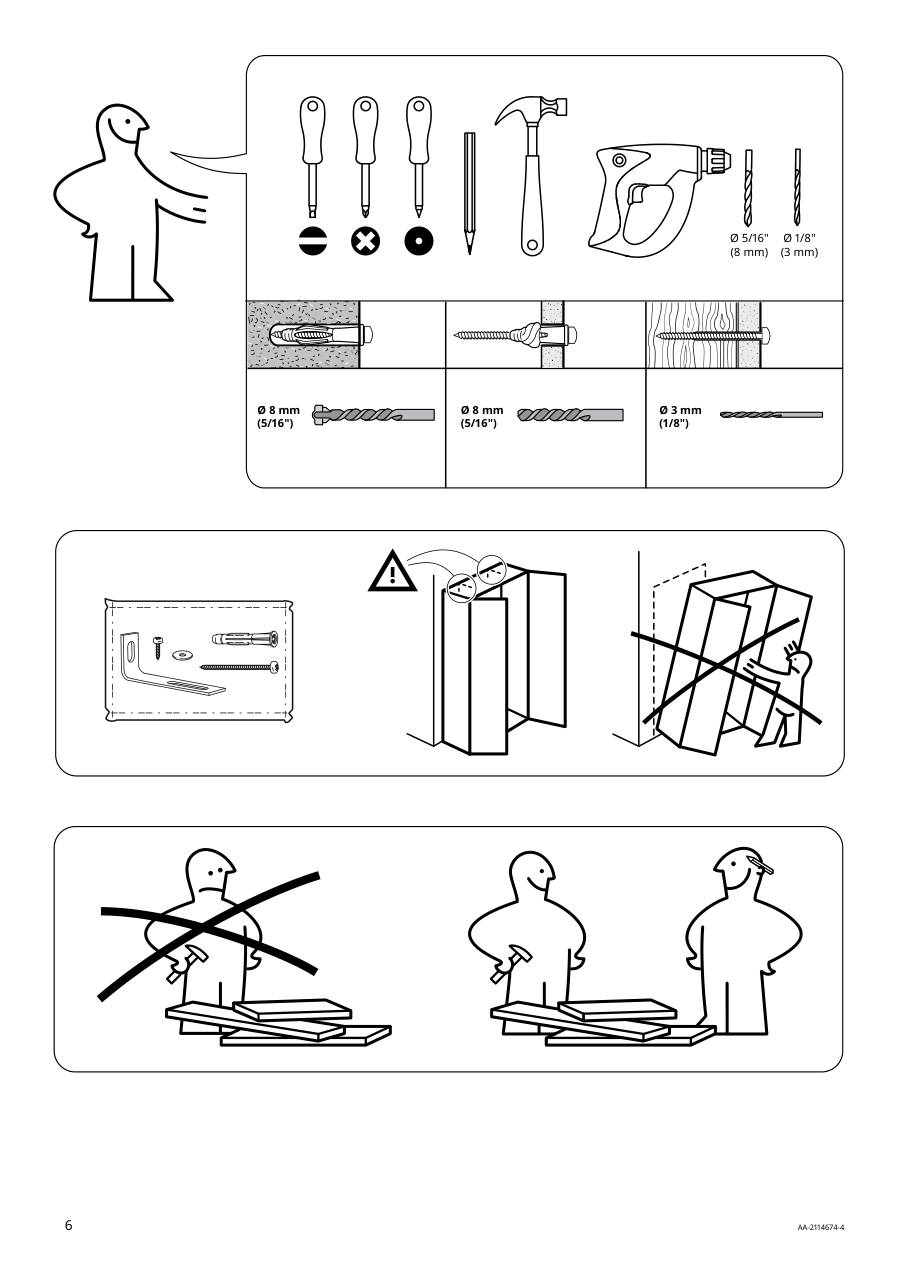 Ø 5/16"
(8 mm)
Ø 1/8"
(3 mm)
Ø 8 mm
(5/16")
Ø 8 mm
(5/16")
Ø 3 mm
(1/8")
!
6
AA-2114674-4